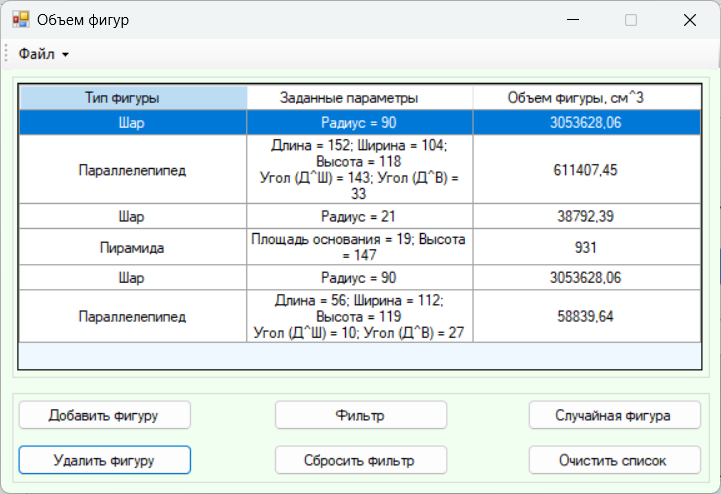 Объем фигур
Файл
Тип фигуры Заданные параметры Объем фигуры, см^3
Шар Радиус = 90 3053628,06
Параллелепипед Длина = 152; Ширина = 104;
Высота = 118
Угол (Д^Ш) = 143; Угол (Д^В) =
33 611407,45
Шар Радиус = 21 38792,39
Пирамида Площадь основания = 19; Высота
= 147 931
Шар Радиус = 90 3053628,06
Параллелепипед Длина = 56; Ширина = 112;
Высота = 119
Угол (Д^Ш) = 10; Угол (Д^В) = 27 58839,64
Добавить фигуру Фильтр Случайная фигура
Удалить фигуру Сбросить фильтр Очистить список